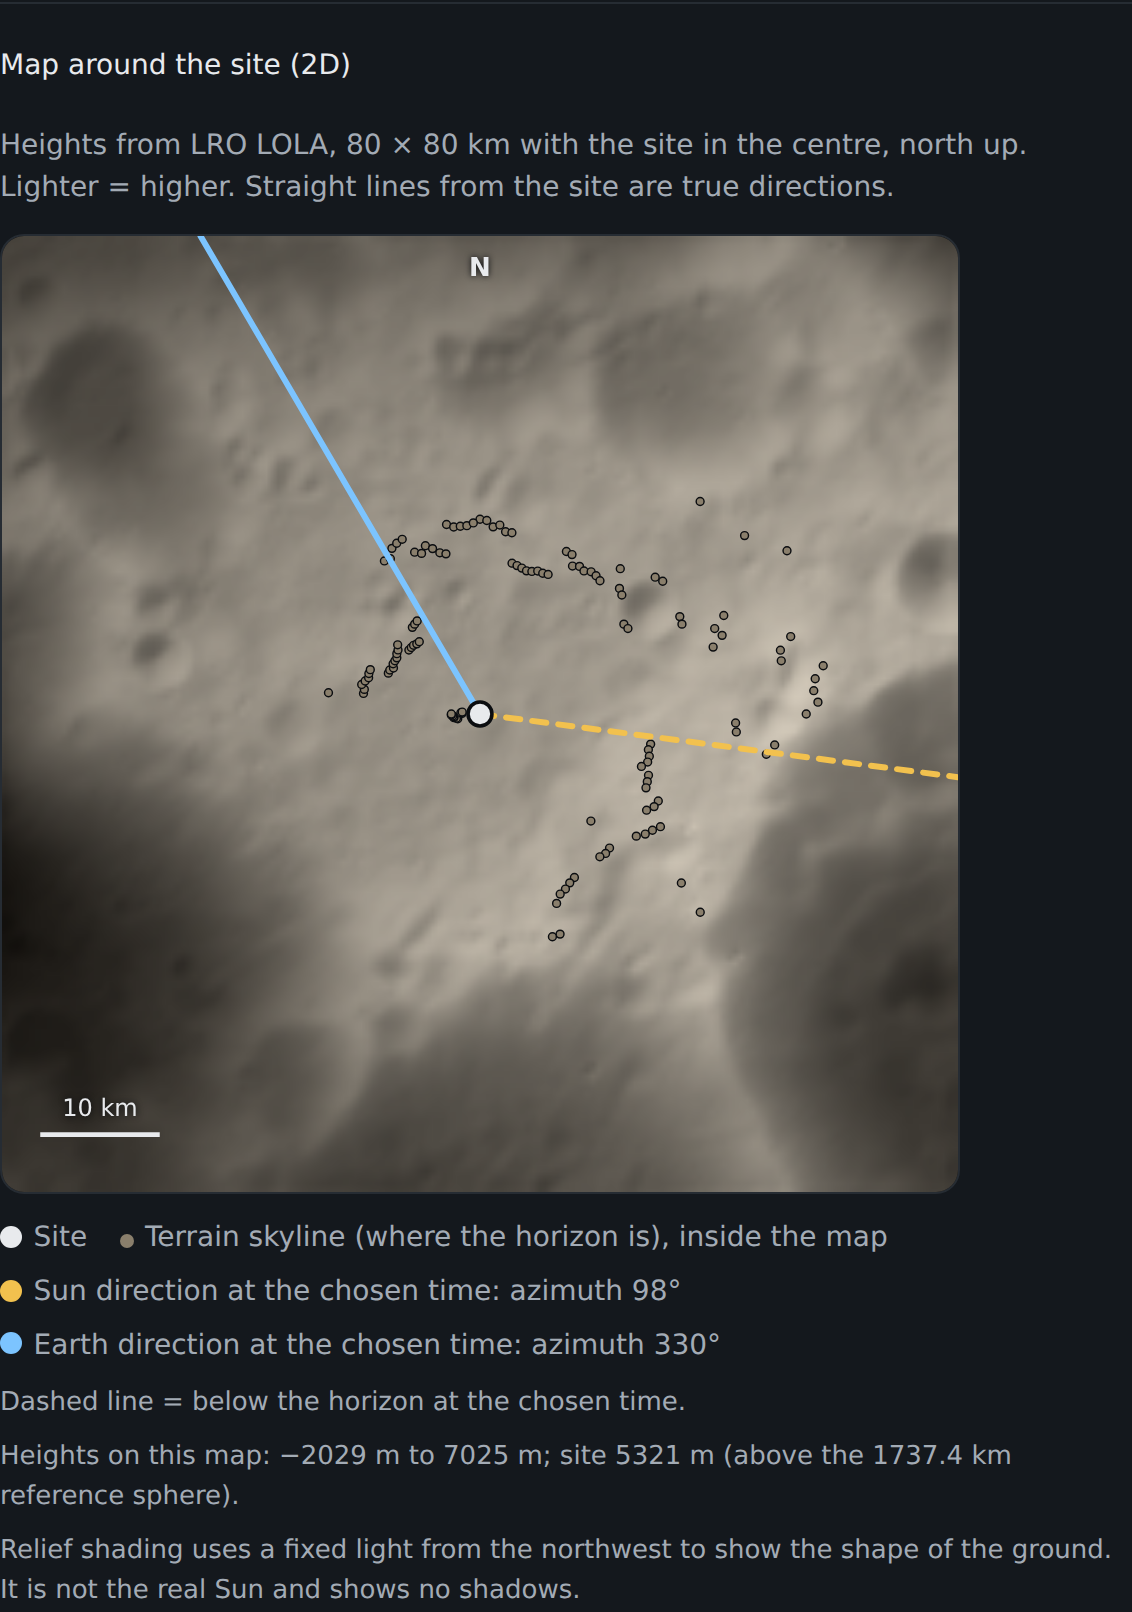 Map around the site (2D)
Heights from LRO LOLA, 80 × 80 km with the site in the centre, north up.
Lighter = higher. Straight lines from the site are true directions.
N
10 km
Site
Terrain skyline (where the horizon is), inside the map
Sun direction at the chosen time: azimuth 98°
Earth direction at the chosen time: azimuth 330°
Dashed line = below the horizon at the chosen time.
Heights on this map: −2029 m to 7025 m; site 5321 m (above the 1737.4 km
reference sphere).
Relief shading uses a fixed light from the northwest to show the shape of the ground.
It is not the real Sun and shows no shadows.